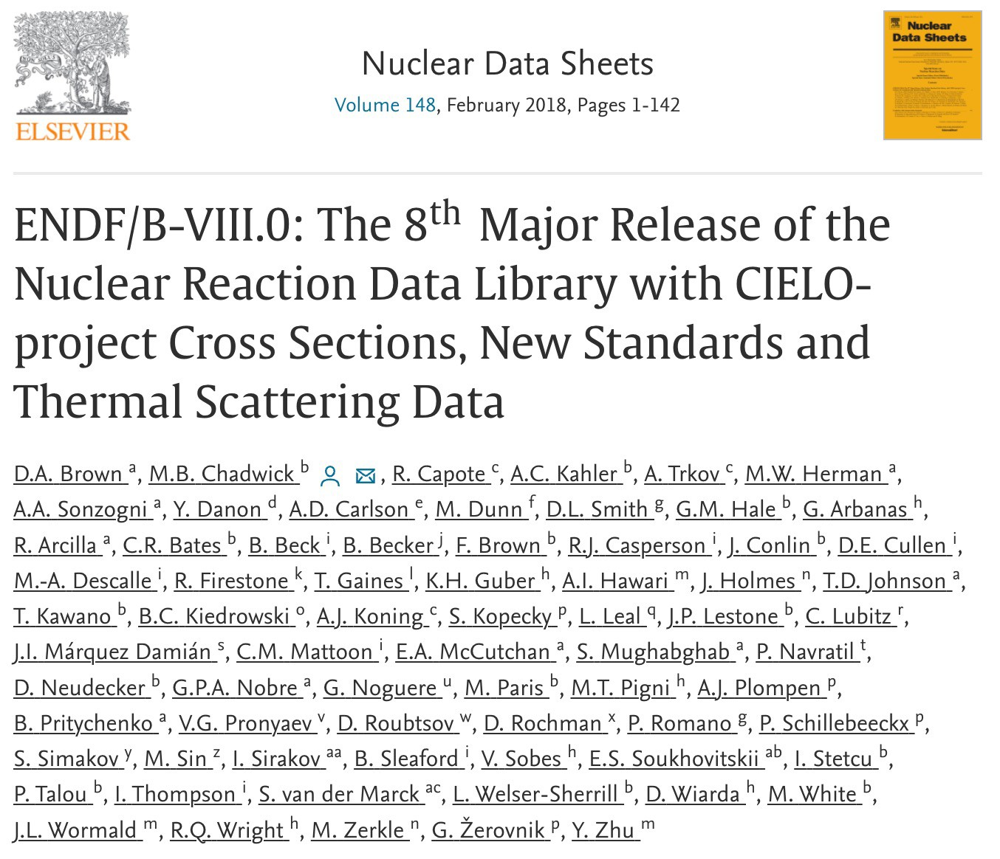 Nuclear Data Sheets
Volume 148, February 2018, Pages 1-142
ELSEVIER
Nuclear
Data Sheets
ENDF/B-VIII.0: The 8th Major Release of the
Nuclear Reaction Data Library with CIELO-
project Cross Sections, New Standards and
Thermal Scattering Data
D.A. Brown a, M.B. Chadwick b , R. Capote c, A.C. Kahler b, A. Trkov c, M.W. Herman a,
A.A. Sonzogni a, Y. Danon d, A.D. Carlson e, M. Dunn f, D.L. Smith g, G.M. Hale b, G. Arbanas h,
R. Arcilla a, C.R. Bates b, B. Beck i, B. Becker j, F. Brown b, R.J. Casperson i, J. Conlin b, D.E. Cullen i,
M.-A. Descalle i, R. Firestone k, T. Gaines l, K.H. Guber h, A.I. Hawari m, J. Holmes n, T.D. Johnson a,
T. Kawano b, B.C. Kiedrowski o, A.J. Koning c, S. Kopecky p, L. Leal q, J.P. Lestone b, C. Lubitz r,
J.I. Márquez Damián s, C.M. Mattoon i, E.A. McCutchan a, S. Mughabghab a, P. Navratil t,
D. Neudecker b, G.P.A. Nobre a, G. Noguere u, M. Paris b, M.T. Pigni h, A.J. Plompen p,
B. Pritychenko a, V.G. Pronyaev v, D. Roubtsov w, D. Rochman x, P. Romano g, P. Schillebeeckx p,
S. Simakov y, M. Sin z, I. Sirakov aa, B. Sleaford i, V. Sobes h, E.S. Soukhovitskii ab, I. Stetcu b,
P. Talou b, I. Thompson i, S. van der Marck ac, L. Welser-Sherrill b, D. Wiarda h, M. White b,
J.L. Wormald m, R.Q. Wright h, M. Zerkle n, G. Žerovnik p, Y. Zhu m